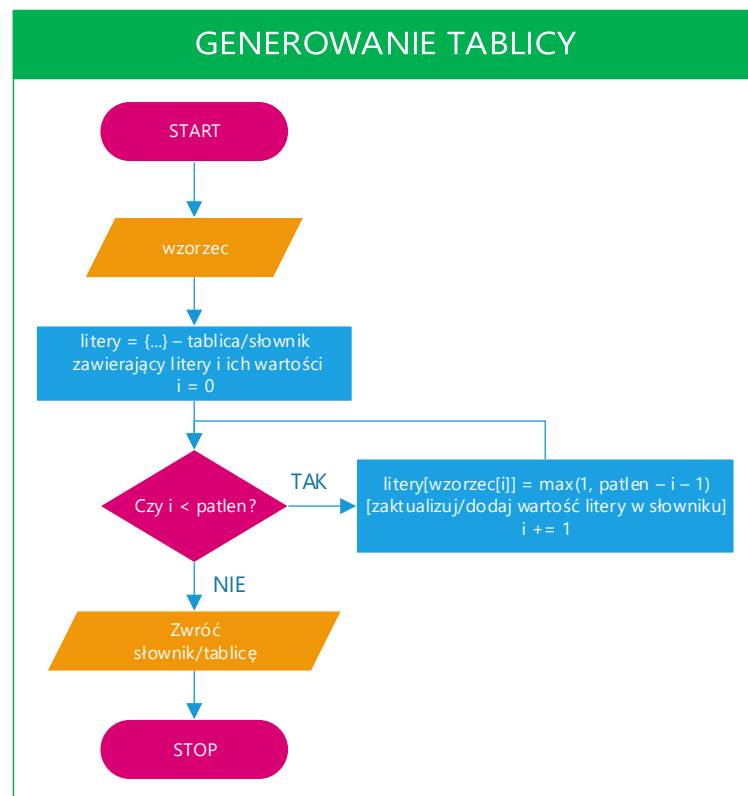 GENEROWANIE TABLICY
START
wzorzec
litery = {...} – tablica/słownik
zawierający litery i ich wartości
i = 0
Czy i < patlen?
TAK
litery[wzorzec[i]] = max(1, patlen – i – 1)
[zaktualizuj/dodaj wartość litery w słowniku]
i += 1
NIE
Zwróć
słownik/tablicę
STOP